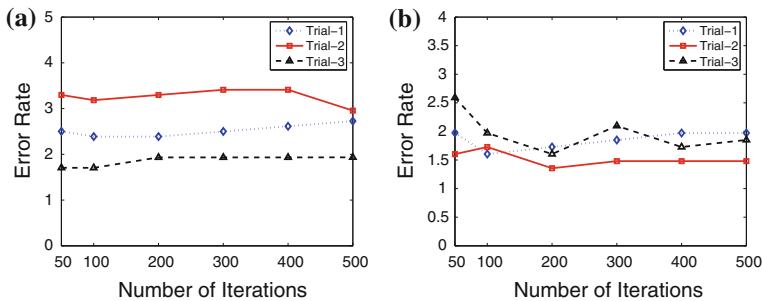 (a)
5
4
3
2
1
0
Error Rate
50 100 200 300 400 500
Number of Iterations
Trial-1
Trial-2
Trial-3
(b)
4
3.5
3
2.5
2
1.5
1
0.5
0
Error Rate
50 100 200 300 400 500
Number of Iterations
Trial-1
Trial-2
Trial-3